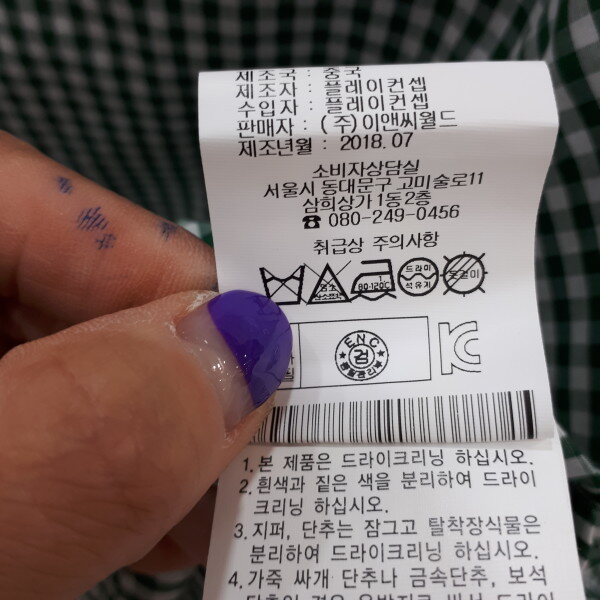 제조국 : 중국
제조자 : 플레이컨셉
수입자 : 플레이컨셉
판매자 : (주)이앤씨월드
제조년월 : 2018.07
소비자상담실
서울시 동대문구 고미술로11
삼희상가1동2층
☎ 080-249-0456
취급상 주의사항
80-120℃
드라이
석유계
ENC
검
1. 본 제품은 드라이크리닝 하십시오.
2. 흰색과 짙은 색을 분리하여 드라이
크리닝 하십시오.
3. 지퍼, 단추는 잠그고 탈착장식물은
분리하여 드라이크리닝 하십시오.
4. 가죽 싸개 단추나 금속단추, 보석